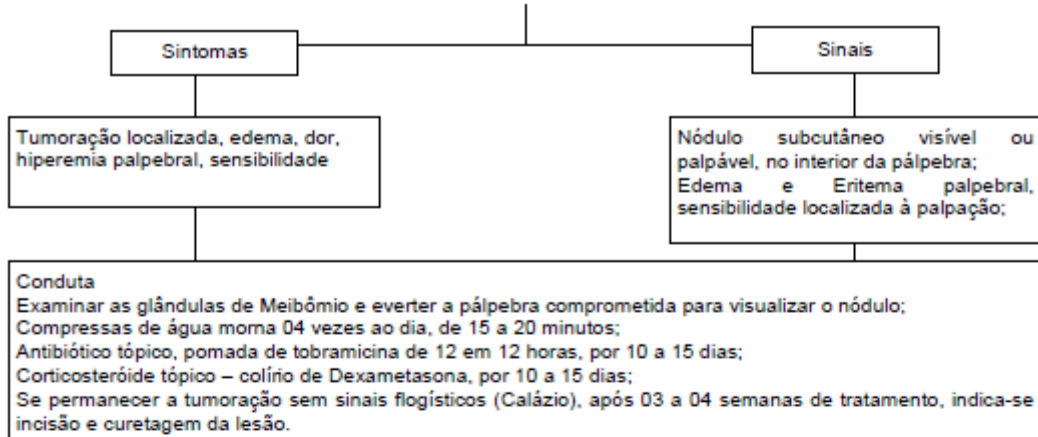 Sintomas
Sinais
Tumoração localizada, edema, dor,
hiperemia palpebral, sensibilidade
Nódulo subcutâneo visível ou
palpável, no interior da pálpebra;
Edema e Eritema palpebral,
sensibilidade localizada à palpação;
Conduta
Examinar as glândulas de Meibômio e everter a pálpebra comprometida para visualizar o nódulo;
Compressas de água morna 04 vezes ao dia, de 15 a 20 minutos;
Antibiótico tópico, pomada de tobramicina de 12 em 12 horas, por 10 a 15 dias;
Corticosteróide tópico – colírio de Dexametasona, por 10 a 15 dias;
Se permanecer a tumoração sem sinais flogísticos (Calázio), após 03 a 04 semanas de tratamento, indica-se
incisão e curetagem da lesão.